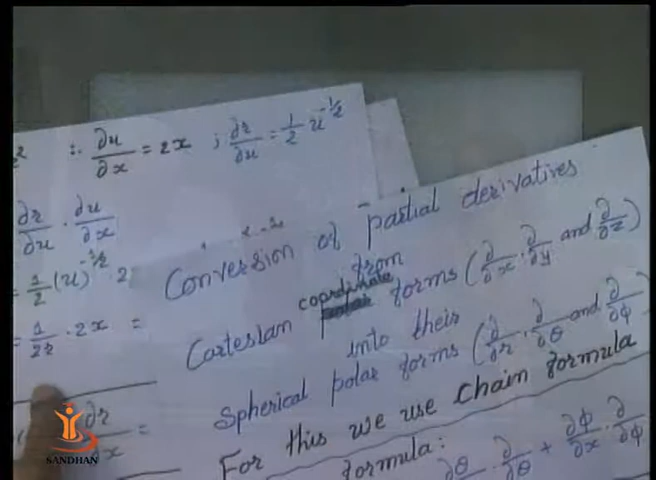 ∴ ∂u/∂x = 2x ; ∂r/∂u = 1/2 u^-1/2
∂r/∂u · ∂u/∂x
= 1/2 (u)^-1/2 · 2
= 1/2r · 2x =
∂r/∂x =
Conversion of partial derivatives
from
Cartesian coordinate forms (∂/∂x, ∂/∂y and ∂/∂z)
into their
Spherical polar forms (∂/∂r, ∂/∂θ and ∂/∂φ
For this we use chain formula
formula:
∂θ/ · ∂/∂θ + ∂φ/∂x · ∂/∂φ
SANDHAN